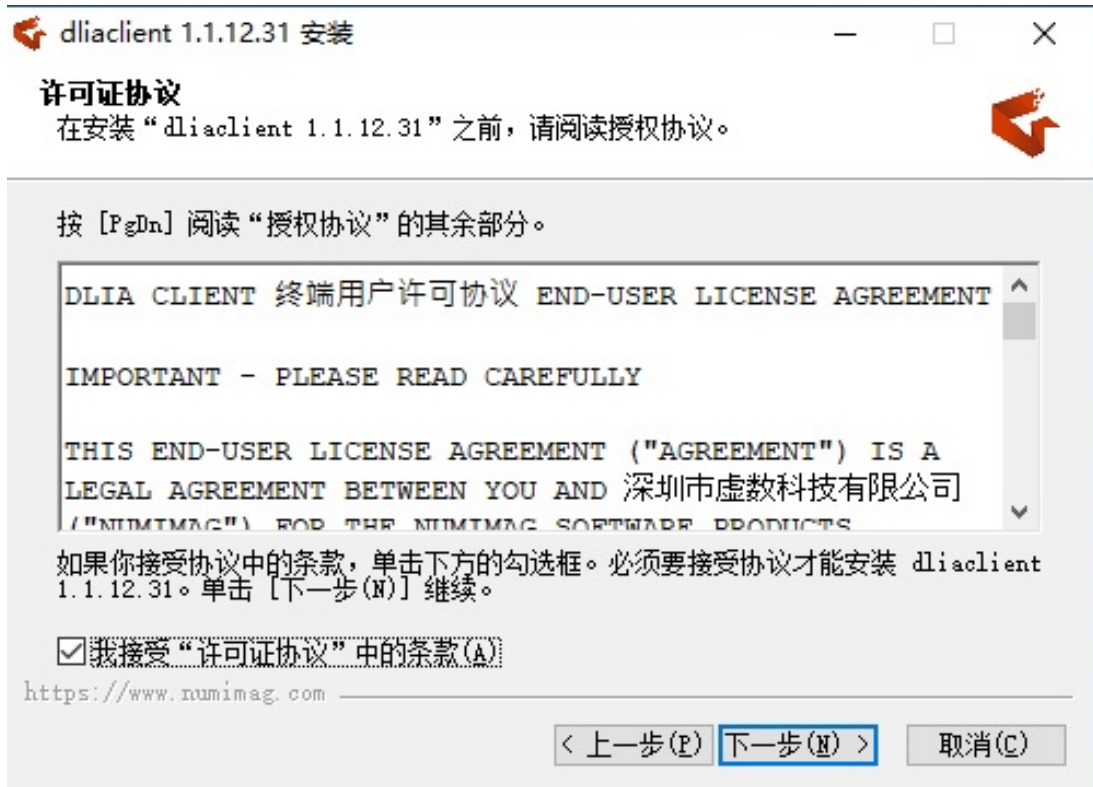 dliaclient 1.1.12.31 安装
许可证协议
在安装“dliaclient 1.1.12.31”之前，请阅读授权协议。
按 [PgDn] 阅读“授权协议”的其余部分。
DLIA CLIENT 终端用户许可协议 END-USER LICENSE AGREEMENT
IMPORTANT - PLEASE READ CAREFULLY
THIS END-USER LICENSE AGREEMENT ("AGREEMENT") IS A
LEGAL AGREEMENT BETWEEN YOU AND 深圳市虚数科技有限公司
("NUMIMAG") FOR THE NUMIMAG SOFTWARE PRODUCTS
如果你接受协议中的条款，单击下方的勾选框。必须要接受协议才能安装 dliaclient
1.1.12.31。单击 [下一步(N)] 继续。
我接受“许可证协议”中的条款(A)
https://www.numimag.com
< 上一步(P) 下一步(N) > 取消(C)